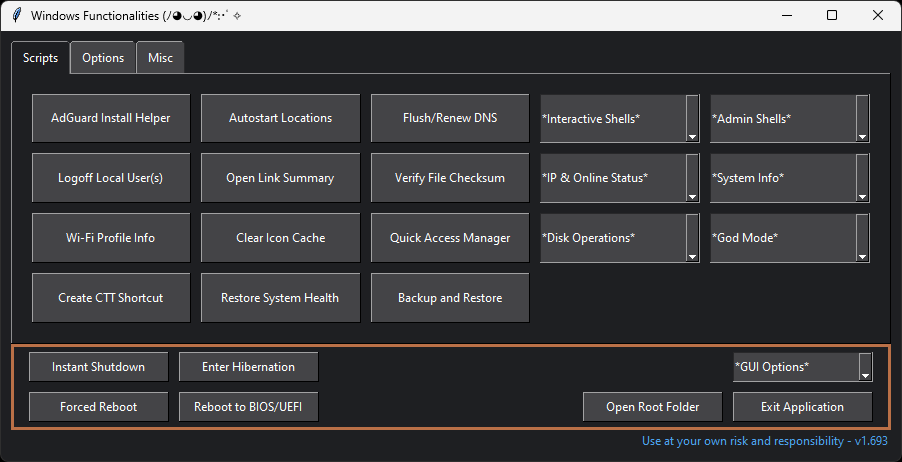 Windows Functionalities (ﾉ◕◡◕)ﾉ*:･ﾟ✧
Scripts Options Misc
AdGuard Install Helper Autostart Locations Flush/Renew DNS *Interactive Shells* *Admin Shells*
Logoff Local User(s) Open Link Summary Verify File Checksum *IP & Online Status* *System Info*
Wi-Fi Profile Info Clear Icon Cache Quick Access Manager *Disk Operations* *God Mode*
Create CTT Shortcut Restore System Health Backup and Restore
Instant Shutdown Enter Hibernation *GUI Options*
Forced Reboot Reboot to BIOS/UEFI Open Root Folder Exit Application
Use at your own risk and responsibility - v1.693